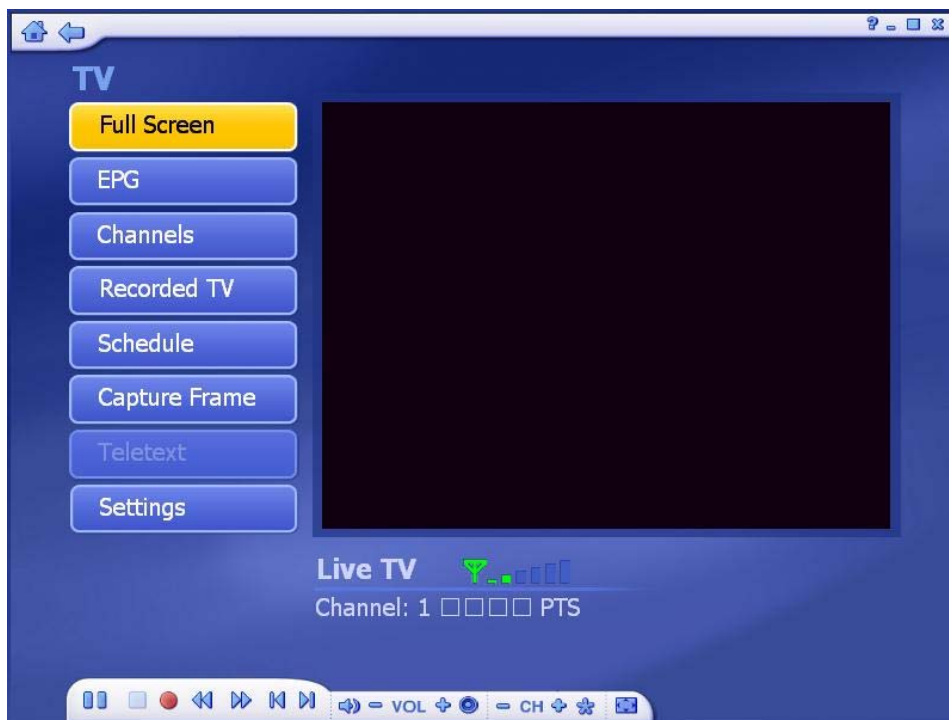 TV
Full Screen
EPG
Channels
Recorded TV
Schedule
Capture Frame
Teletext
Settings
Live TV
Channel: 1 □□□□ PTS
VOL
CH